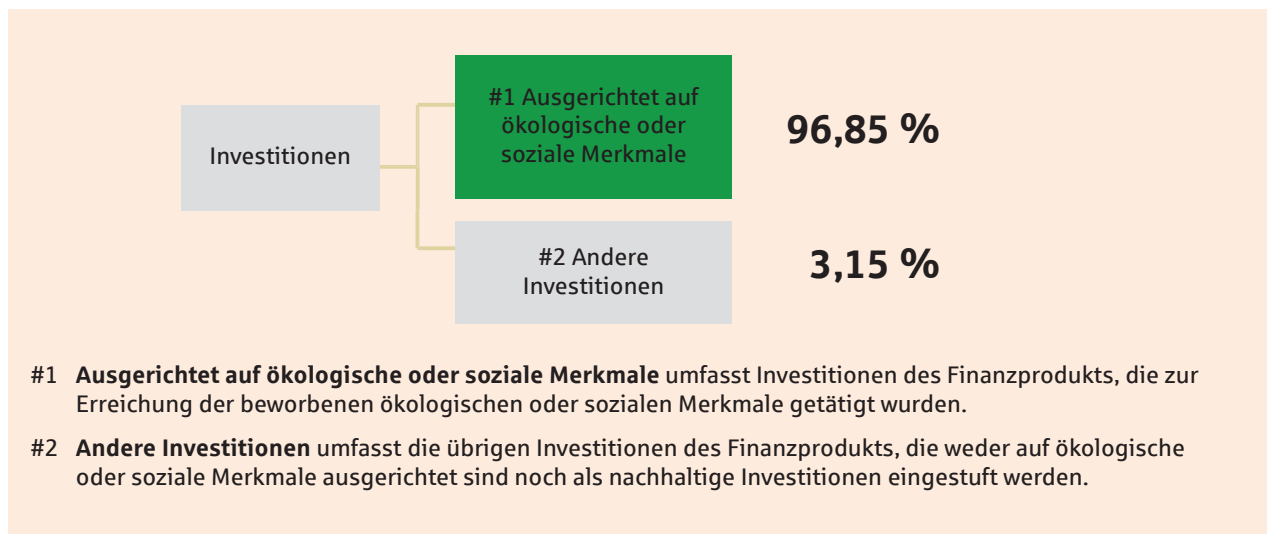 Investitionen
#1 Ausgerichtet auf
ökologische oder
soziale Merkmale
96,85 %
#2 Andere
Investitionen
3,15 %
#1 Ausgerichtet auf ökologische oder soziale Merkmale umfasst Investitionen des Finanzprodukts, die zur
Erreichung der beworbenen ökologischen oder sozialen Merkmale getätigt wurden.
#2 Andere Investitionen umfasst die übrigen Investitionen des Finanzprodukts, die weder auf ökologische
oder soziale Merkmale ausgerichtet sind noch als nachhaltige Investitionen eingestuft werden.